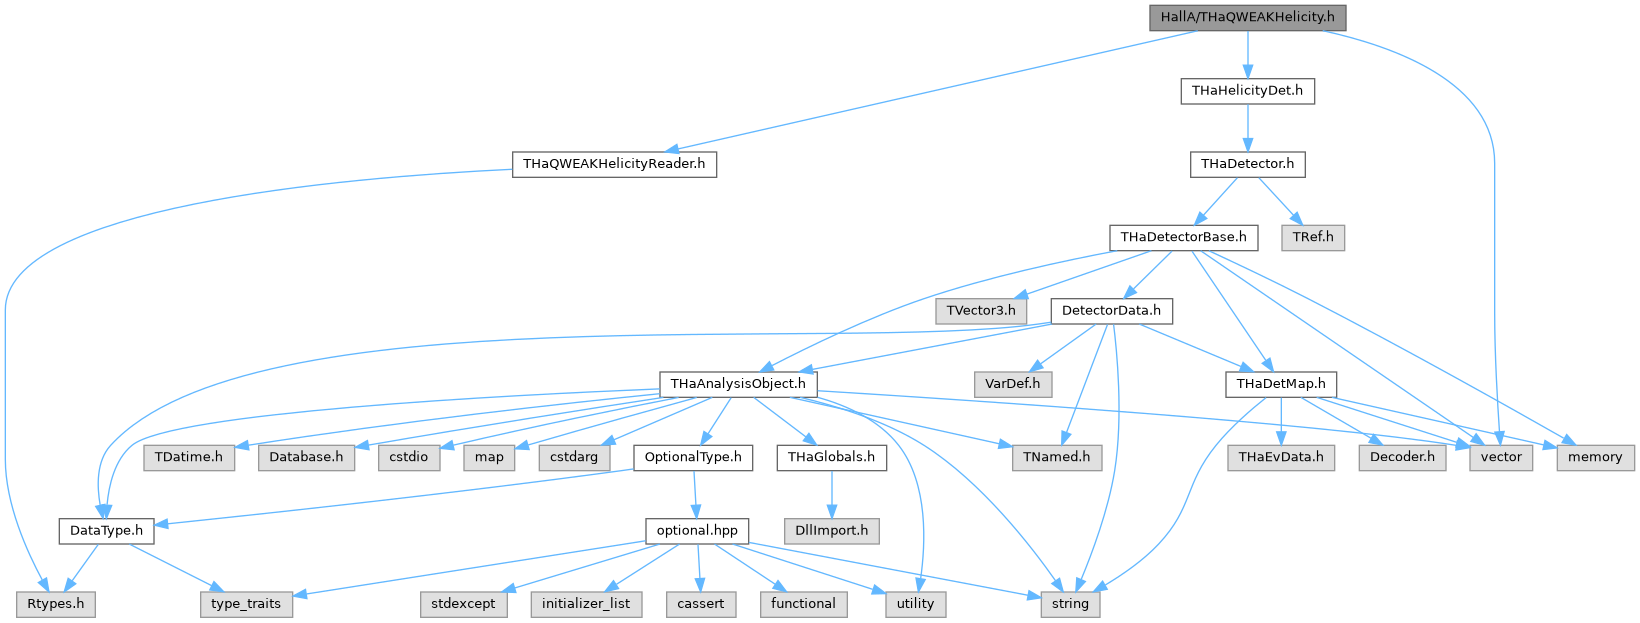 HallA/THaQWEAKHelicity.h
THaHelicityDet.h
THaQWEAKHelicityReader.h
THaDetector.h
THaDetectorBase.h
TRef.h
TVector3.h
DetectorData.h
THaAnalysisObject.h
VarDef.h
THaDetMap.h
TDatime.h
Database.h
cstdio
map
cstdarg
OptionalType.h
THaGlobals.h
TNamed.h
THaEvData.h
Decoder.h
vector
memory
DataType.h
optional.hpp
DllImport.h
Rtypes.h
type_traits
stdexcept
initializer_list
cassert
functional
utility
string